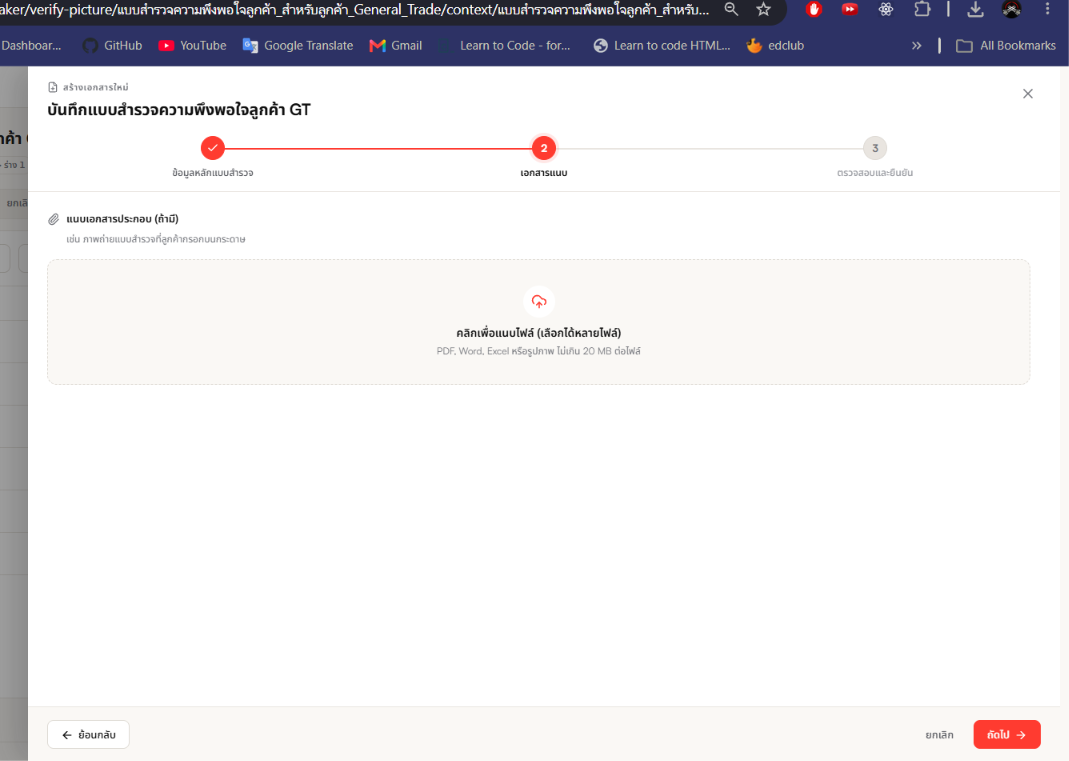 aker/verify-picture/แบบสำรวจความพึงพอใจลูกค้า_สำหรับลูกค้า_General_Trade/context/แบบสำรวจความพึงพอใจลูกค้า_สำหรับ...
Dashboar... GitHub YouTube Google Translate Gmail Learn to Code - for... Learn to code HTML... edclub » All Bookmarks
สร้างเอกสารใหม่
บันทึกแบบสำรวจความพึงพอใจลูกค้า GT
2 3
ข้อมูลหลักแบบสำรวจ เอกสารแนบ ตรวจสอบและยืนยัน
แนบเอกสารประกอบ (ถ้ามี)
เช่น ภาพถ่ายแบบสำรวจที่ลูกค้ากรอกบนกระดาษ
คลิกเพื่อแนบไฟล์ (เลือกได้หลายไฟล์)
PDF, Word, Excel หรือรูปภาพ ไม่เกิน 20 MB ต่อไฟล์
ย้อนกลับ ยกเลิก ถัดไป